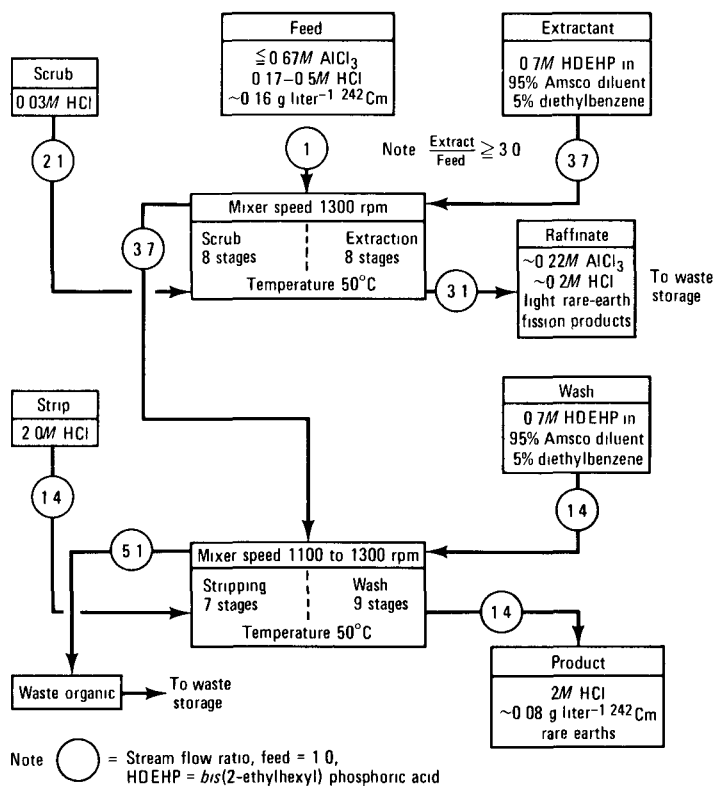 Feed
≦0 67M AlCl₃
0 17–0 5M HCl
~0 16 g liter⁻¹ ²⁴²Cm
Extractant
0 7M HDEHP in
95% Amsco diluent
5% diethylbenzene
Scrub
0 03M HCl
2 1
1
Note Extract/Feed ≧ 3 0
3 7
Mixer speed 1300 rpm
Scrub
8 stages
Extraction
8 stages
Temperature 50°C
3 7
3 1
Raffinate
~0 22M AlCl₃
~0 2M HCl
light rare-earth
fission products
To waste
storage
Strip
2 0M HCl
1 4
Wash
0 7M HDEHP in
95% Amsco diluent
5% diethylbenzene
1 4
5 1
Mixer speed 1100 to 1300 rpm
Stripping
7 stages
Wash
9 stages
Temperature 50°C
1 4
Product
2M HCl
~0 08 g liter⁻¹ ²⁴²Cm
rare earths
Waste organic
To waste
storage
Note = Stream flow ratio, feed = 1 0,
HDEHP = bis(2-ethylhexyl) phosphoric acid